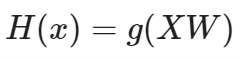 H(x) = g(XW)